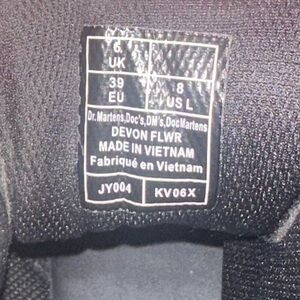 6
UK
39 8
EU US L
Dr.Martens,Doc's,DM's,DocMartens
DEVON FLWR
MADE IN VIETNAM
Fabriqué en Vietnam
JY004 KV06X